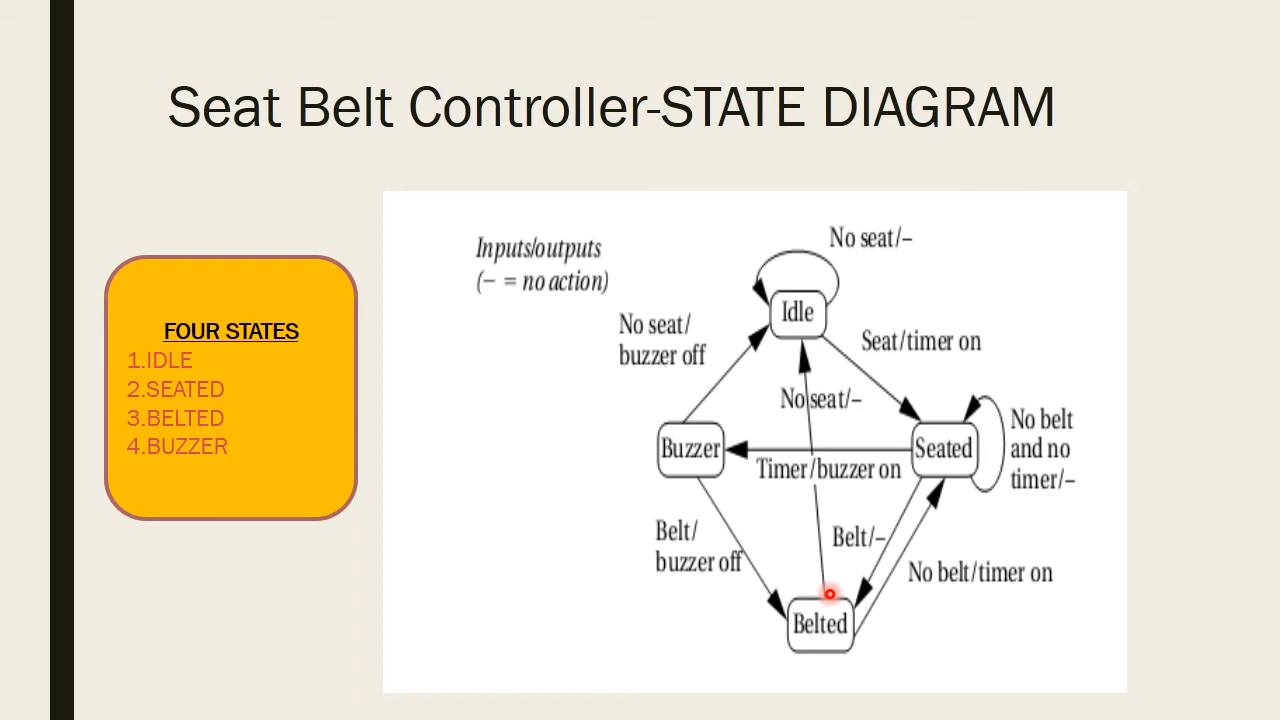 Seat Belt Controller-STATE DIAGRAM
FOUR STATES
1.IDLE
2.SEATED
3.BELTED
4.BUZZER
Inputs/outputs
(– = no action)
No seat/–
Idle
No seat/
buzzer off
Seat/timer on
No seat/–
Buzzer
Seated
No belt
and no
timer/–
Timer/buzzer on
Belt/
buzzer off
Belt/–
No belt/timer on
Belted